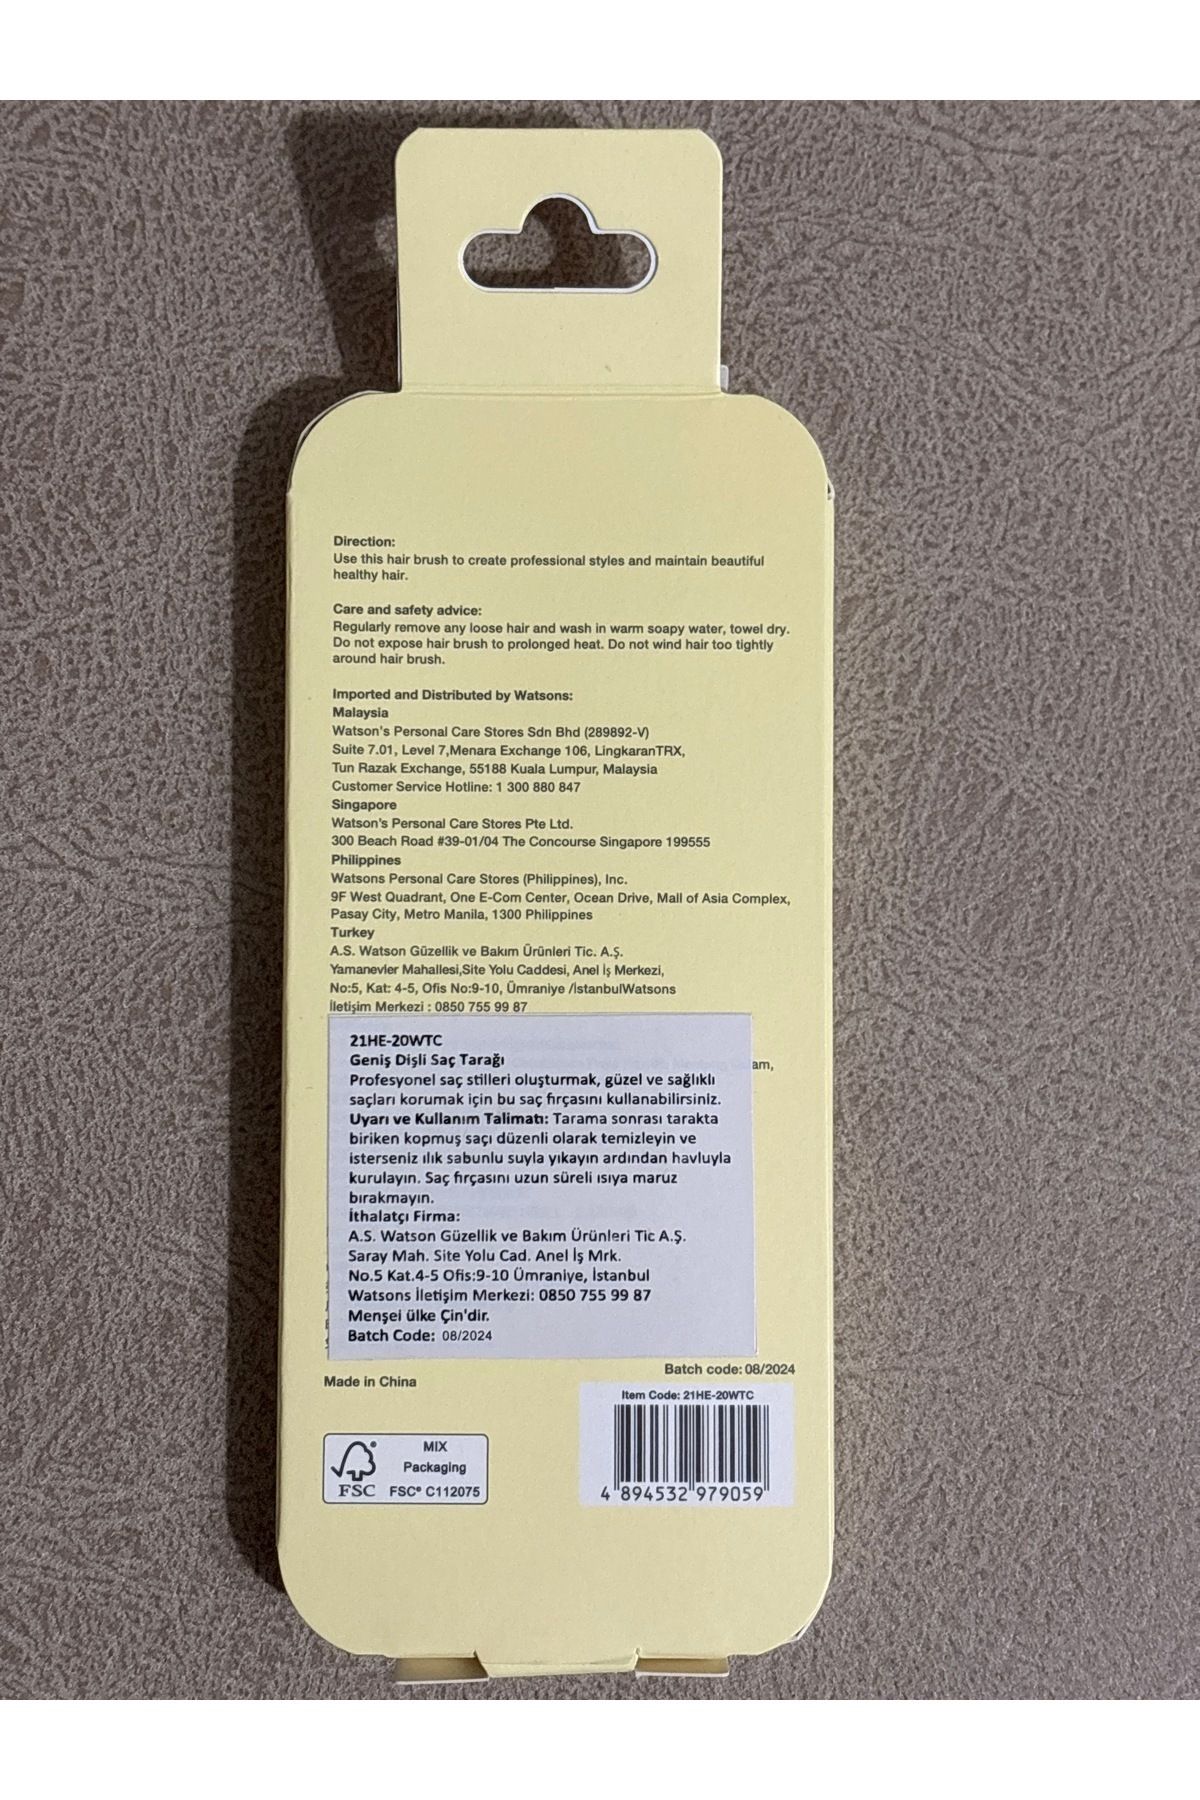 Direction:
Use this hair brush to create professional styles and maintain beautiful
healthy hair.
Care and safety advice:
Regularly remove any loose hair and wash in warm soapy water, towel dry.
Do not expose hair brush to prolonged heat. Do not wind hair too tightly
around hair brush.
Imported and Distributed by Watsons:
Malaysia
Watson's Personal Care Stores Sdn Bhd (289892-V)
Suite 7.01, Level 7,Menara Exchange 106, LingkaranTRX,
Tun Razak Exchange, 55188 Kuala Lumpur, Malaysia
Customer Service Hotline: 1 300 880 847
Singapore
Watson's Personal Care Stores Pte Ltd.
300 Beach Road #39-01/04 The Concourse Singapore 199555
Philippines
Watsons Personal Care Stores (Philippines), Inc.
9F West Quadrant, One E-Com Center, Ocean Drive, Mall of Asia Complex,
Pasay City, Metro Manila, 1300 Philippines
Turkey
A.S. Watson Güzellik ve Bakım Ürünleri Tic. A.Ş.
Yamanevler Mahallesi,Site Yolu Caddesi, Anel İş Merkezi,
No:5, Kat: 4-5, Ofis No:9-10, Ümraniye /İstanbulWatsons
İletişim Merkezi : 0850 755 99 87
am,
21HE-20WTC
Geniş Dişli Saç Tarağı
Profesyonel saç stilleri oluşturmak, güzel ve sağlıklı
saçları korumak için bu saç fırçasını kullanabilirsiniz.
Uyarı ve Kullanım Talimatı: Tarama sonrası tarakta
biriken kopmuş saçı düzenli olarak temizleyin ve
isterseniz ılık sabunlu suyla yıkayın ardından havluyla
kurulayın. Saç fırçasını uzun süreli ısıya maruz
bırakmayın.
İthalatçı Firma:
A.S. Watson Güzellik ve Bakım Ürünleri Tic A.Ş.
Saray Mah. Site Yolu Cad. Anel İş Mrk.
No.5 Kat.4-5 Ofis:9-10 Ümraniye, İstanbul
Watsons İletişim Merkezi: 0850 755 99 87
Menşei ülke Çin'dir.
Batch Code: 08/2024
Batch code: 08/2024
Made in China
Item Code: 21HE-20WTC
4 894532 979059
FSC
MIX
Packaging
FSC® C112075